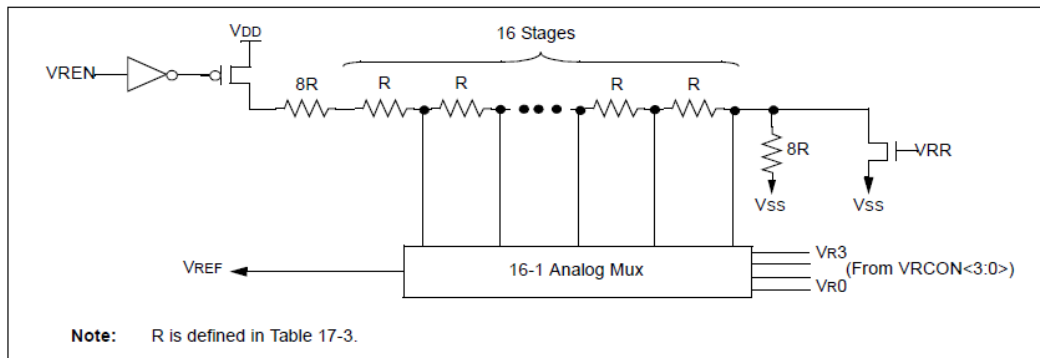 16 Stages
VDD
VREN
8R
R
R
R
R
8R
VRR
VSS
VSS
VREF
16-1 Analog Mux
VR3
(From VRCON<3:0>)
VR0
Note: R is defined in Table 17-3.